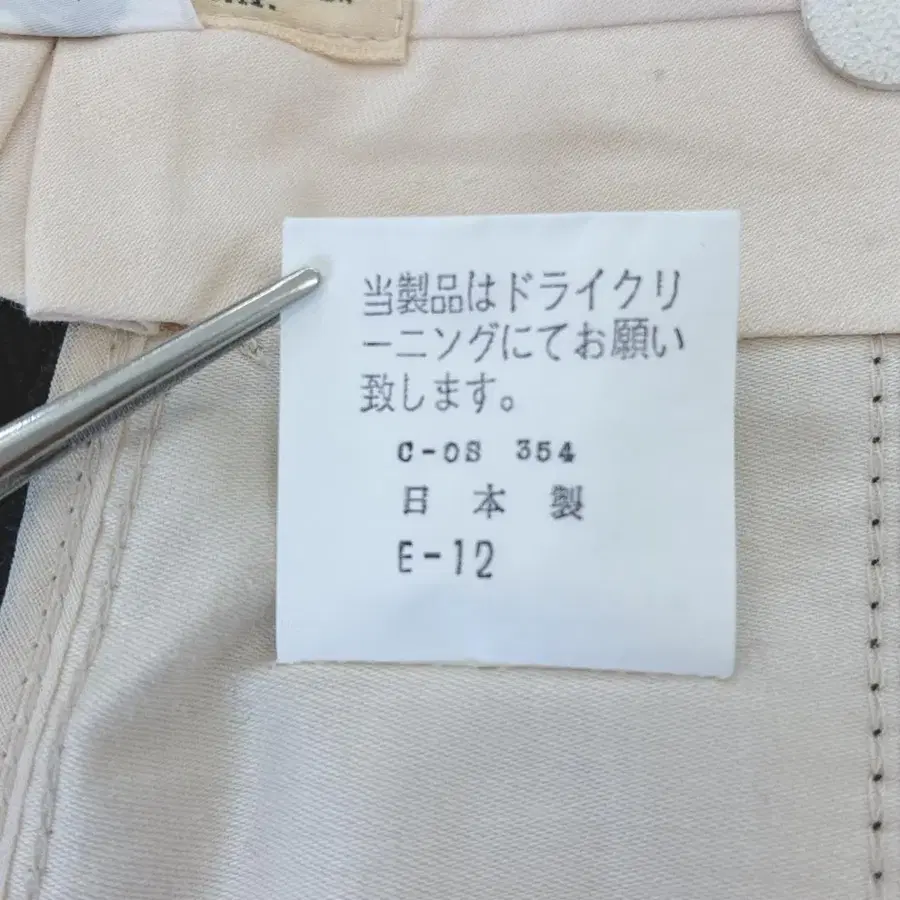 当製品はドライクリ
ーニングにてお願い
致します。
C-OS 354
日 本 製
E-12